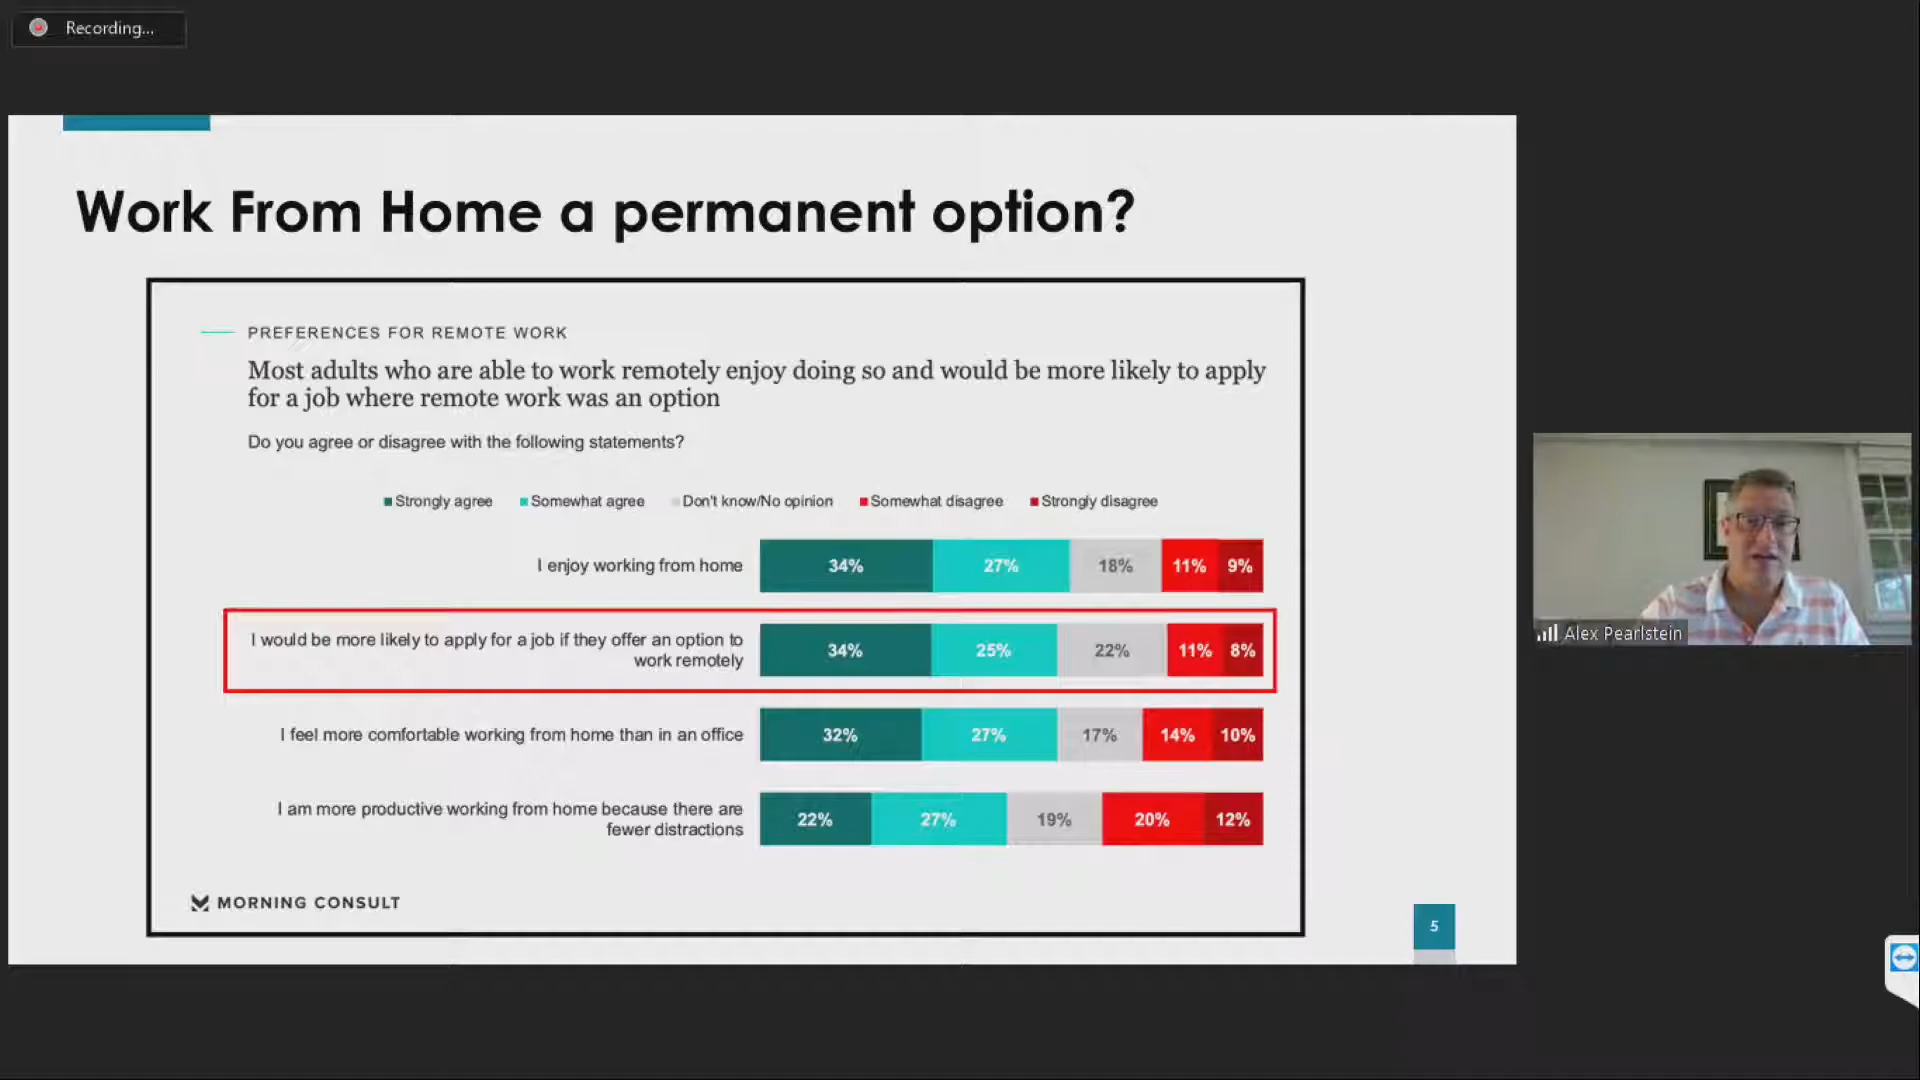 Recording...
Work From Home a permanent option?
PREFERENCES FOR REMOTE WORK
Most adults who are able to work remotely enjoy doing so and would be more likely to apply
for a job where remote work was an option
Do you agree or disagree with the following statements?
Strongly agree Somewhat agree Don't know/No opinion Somewhat disagree Strongly disagree
I enjoy working from home 34% 27% 18% 11% 9%
I would be more likely to apply for a job if they offer an option to
work remotely 34% 25% 22% 11% 8%
I feel more comfortable working from home than in an office 32% 27% 17% 14% 10%
I am more productive working from home because there are
fewer distractions 22% 27% 19% 20% 12%
MORNING CONSULT
5
Alex Pearlstein